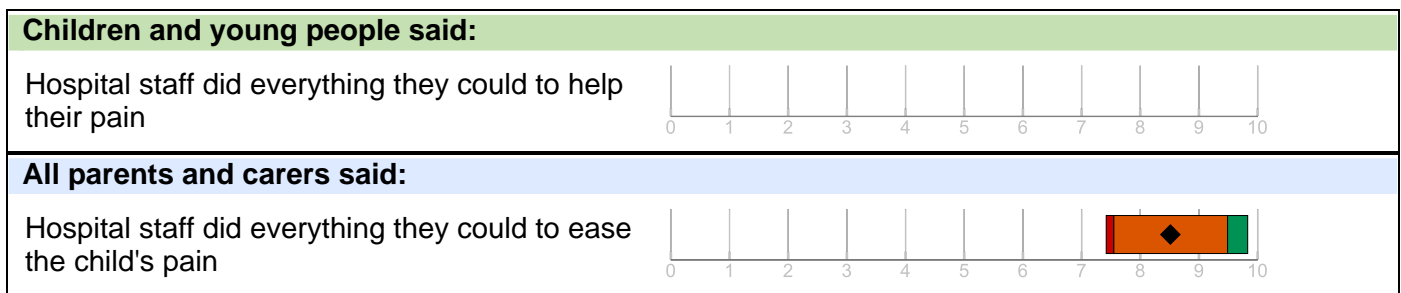 Children and young people said:
Hospital staff did everything they could to help
their pain
0 1 2 3 4 5 6 7 8 9 10
All parents and carers said:
Hospital staff did everything they could to ease
the child's pain
0 1 2 3 4 5 6 7 8 9 10